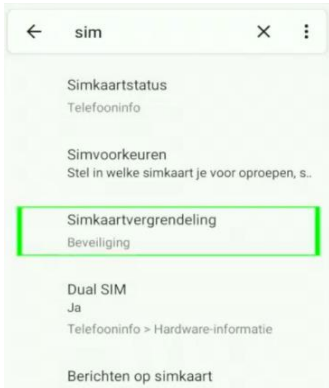 sim
Simkaartstatus
Telefooninfo
Simvoorkeuren
Stel in welke simkaart je voor oproepen, s..
Simkaartvergrendeling
Beveiliging
Dual SIM
Ja
Telefooninfo > Hardware-informatie
Berichten op simkaart